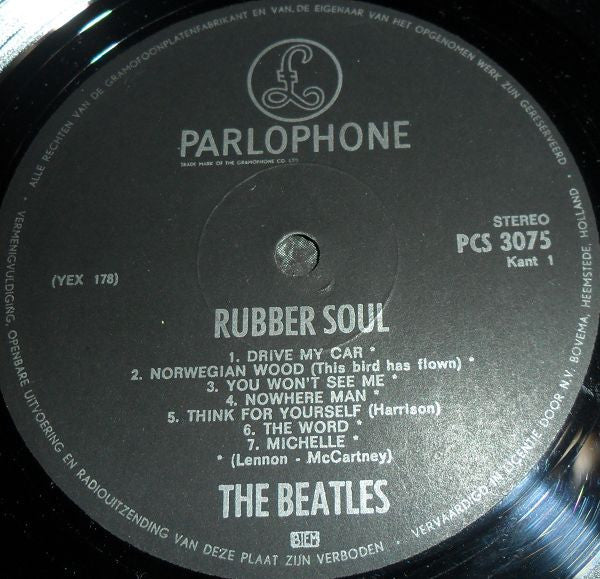 · ALLE RECHTEN VAN DE GRAMOFOONPLATENFABRIKANT EN VAN DE EIGENAAR VAN HET OPGENOMEN WERK ZIJN GERESERVEERD ·
£
PARLOPHONE
TRADE MARK OF THE GRAMOPHONE CO. LTD.
STEREO
PCS 3075
Kant 1
(YEX 178)
RUBBER SOUL
1. DRIVE MY CAR *
2. NORWEGIAN WOOD (This bird has flown) *
3. YOU WON'T SEE ME *
4. NOWHERE MAN *
5. THINK FOR YOURSELF (Harrison)
6. THE WORD *
7. MICHELLE *
* (Lennon - McCartney)
THE BEATLES
BIEM
VERMENIGVULDIGING, OPENBARE UITVOERING EN RADIOUITZENDING VAN DEZE PLAAT ZIJN VERBODEN ·
VERVAARDIGD IN LICENTIE DOOR N.V. BOVEMA, HEEMSTEDE, HOLLAND